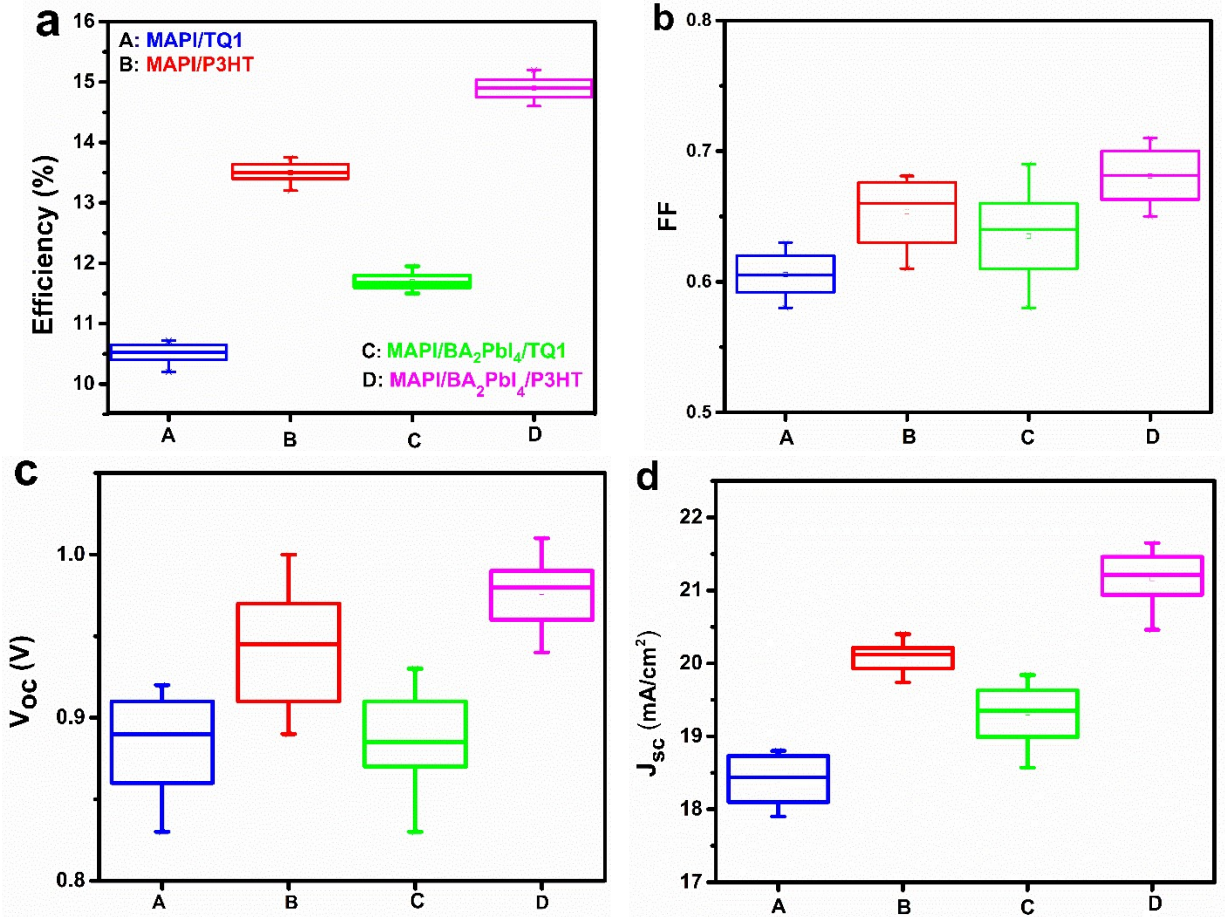 a
16
15
14
13
12
11
10
Efficiency (%)
A: MAPI/TQ1
B: MAPI/P3HT
C: MAPI/BA₂PbI₄/TQ1
D: MAPI/BA₂PbI₄/P3HT
A B C D
b
0.8
0.7
0.6
0.5
FF
A B C D
c
1.0
0.9
0.8
Voc (V)
A B C D
d
22
21
20
19
18
17
Jsc (mA/cm²)
A B C D